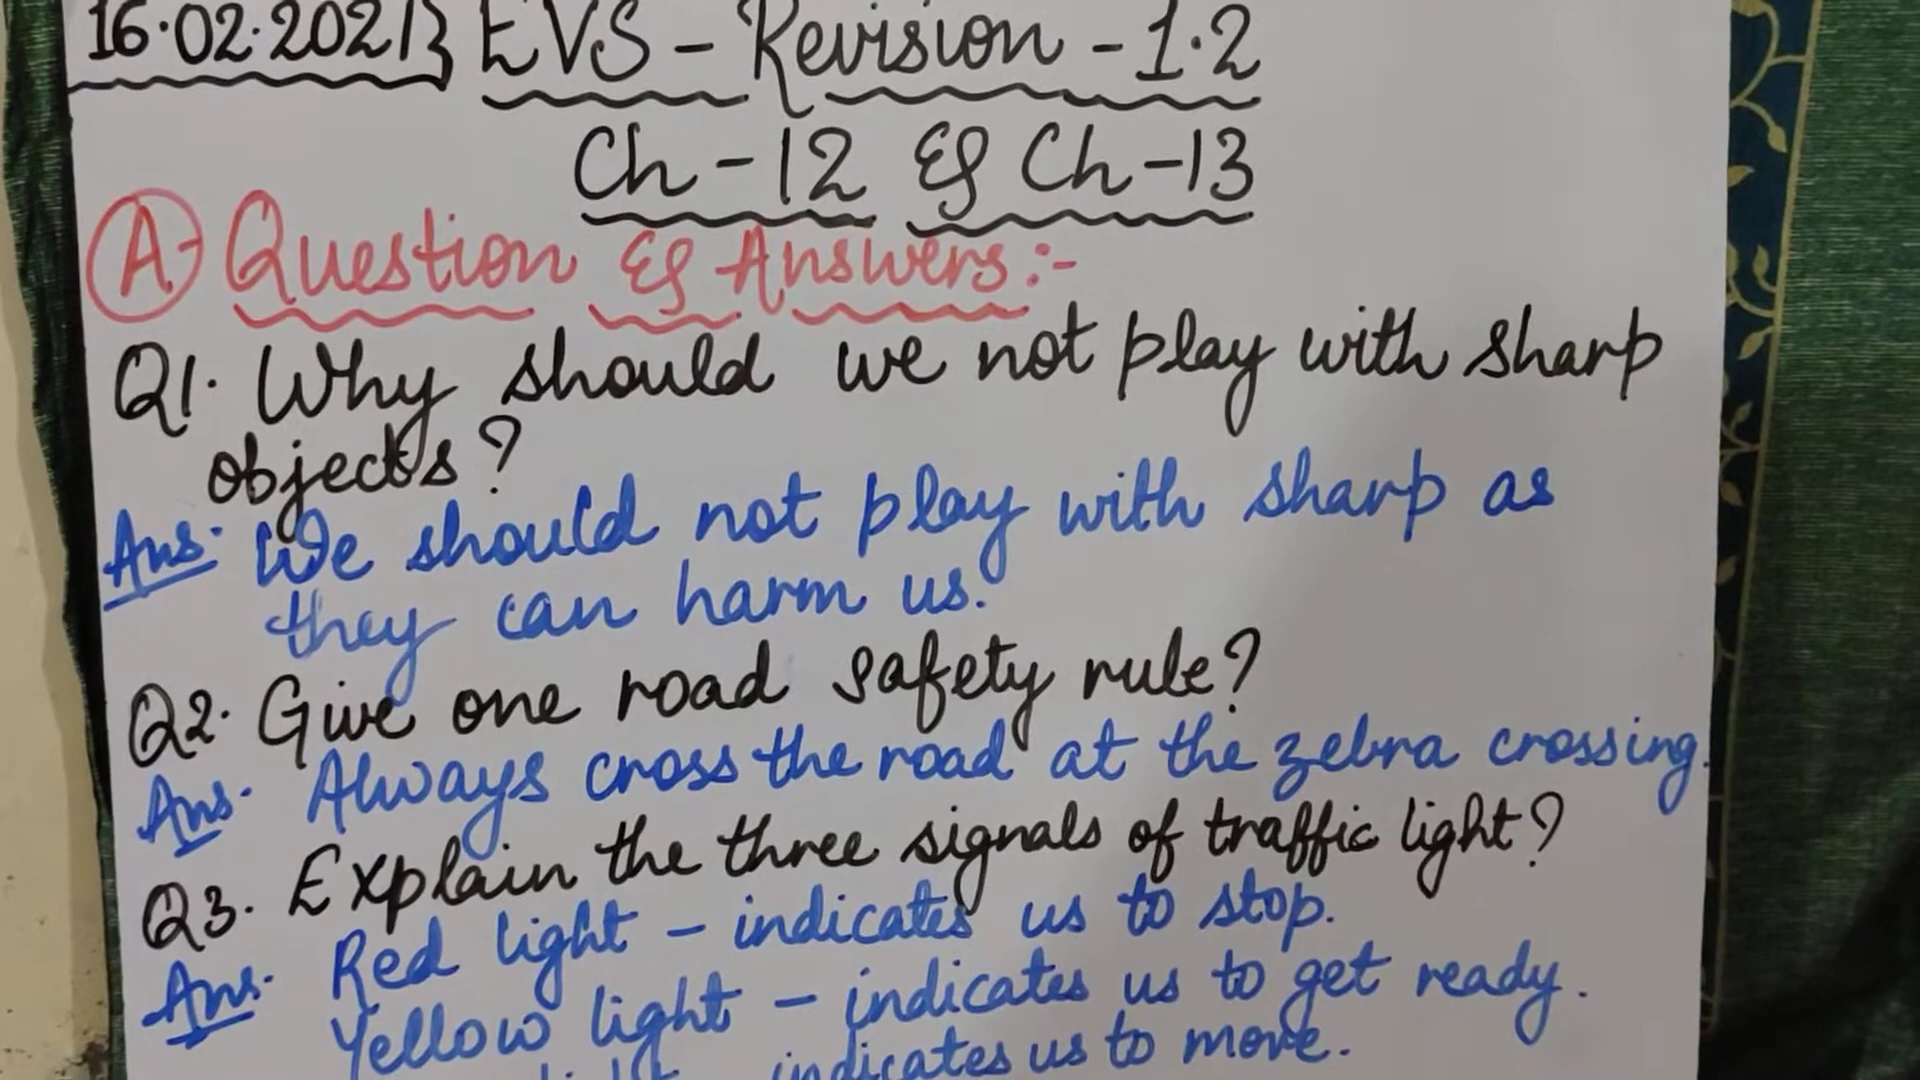 16.02.2021} EVS - Revision - 1.2
Ch - 12 & Ch - 13
A- Question & Answers:-
Q1. Why should we not play with sharp
objects?
Ans. We should not play with sharp as
they can harm us.
Q2. Give one road safety rule?
Ans. Always cross the road at the zebra crossing.
Q3. Explain the three signals of traffic light?
Ans. Red light - indicates us to stop.
Yellow light - indicates us to get ready.
light - indicates us to move.